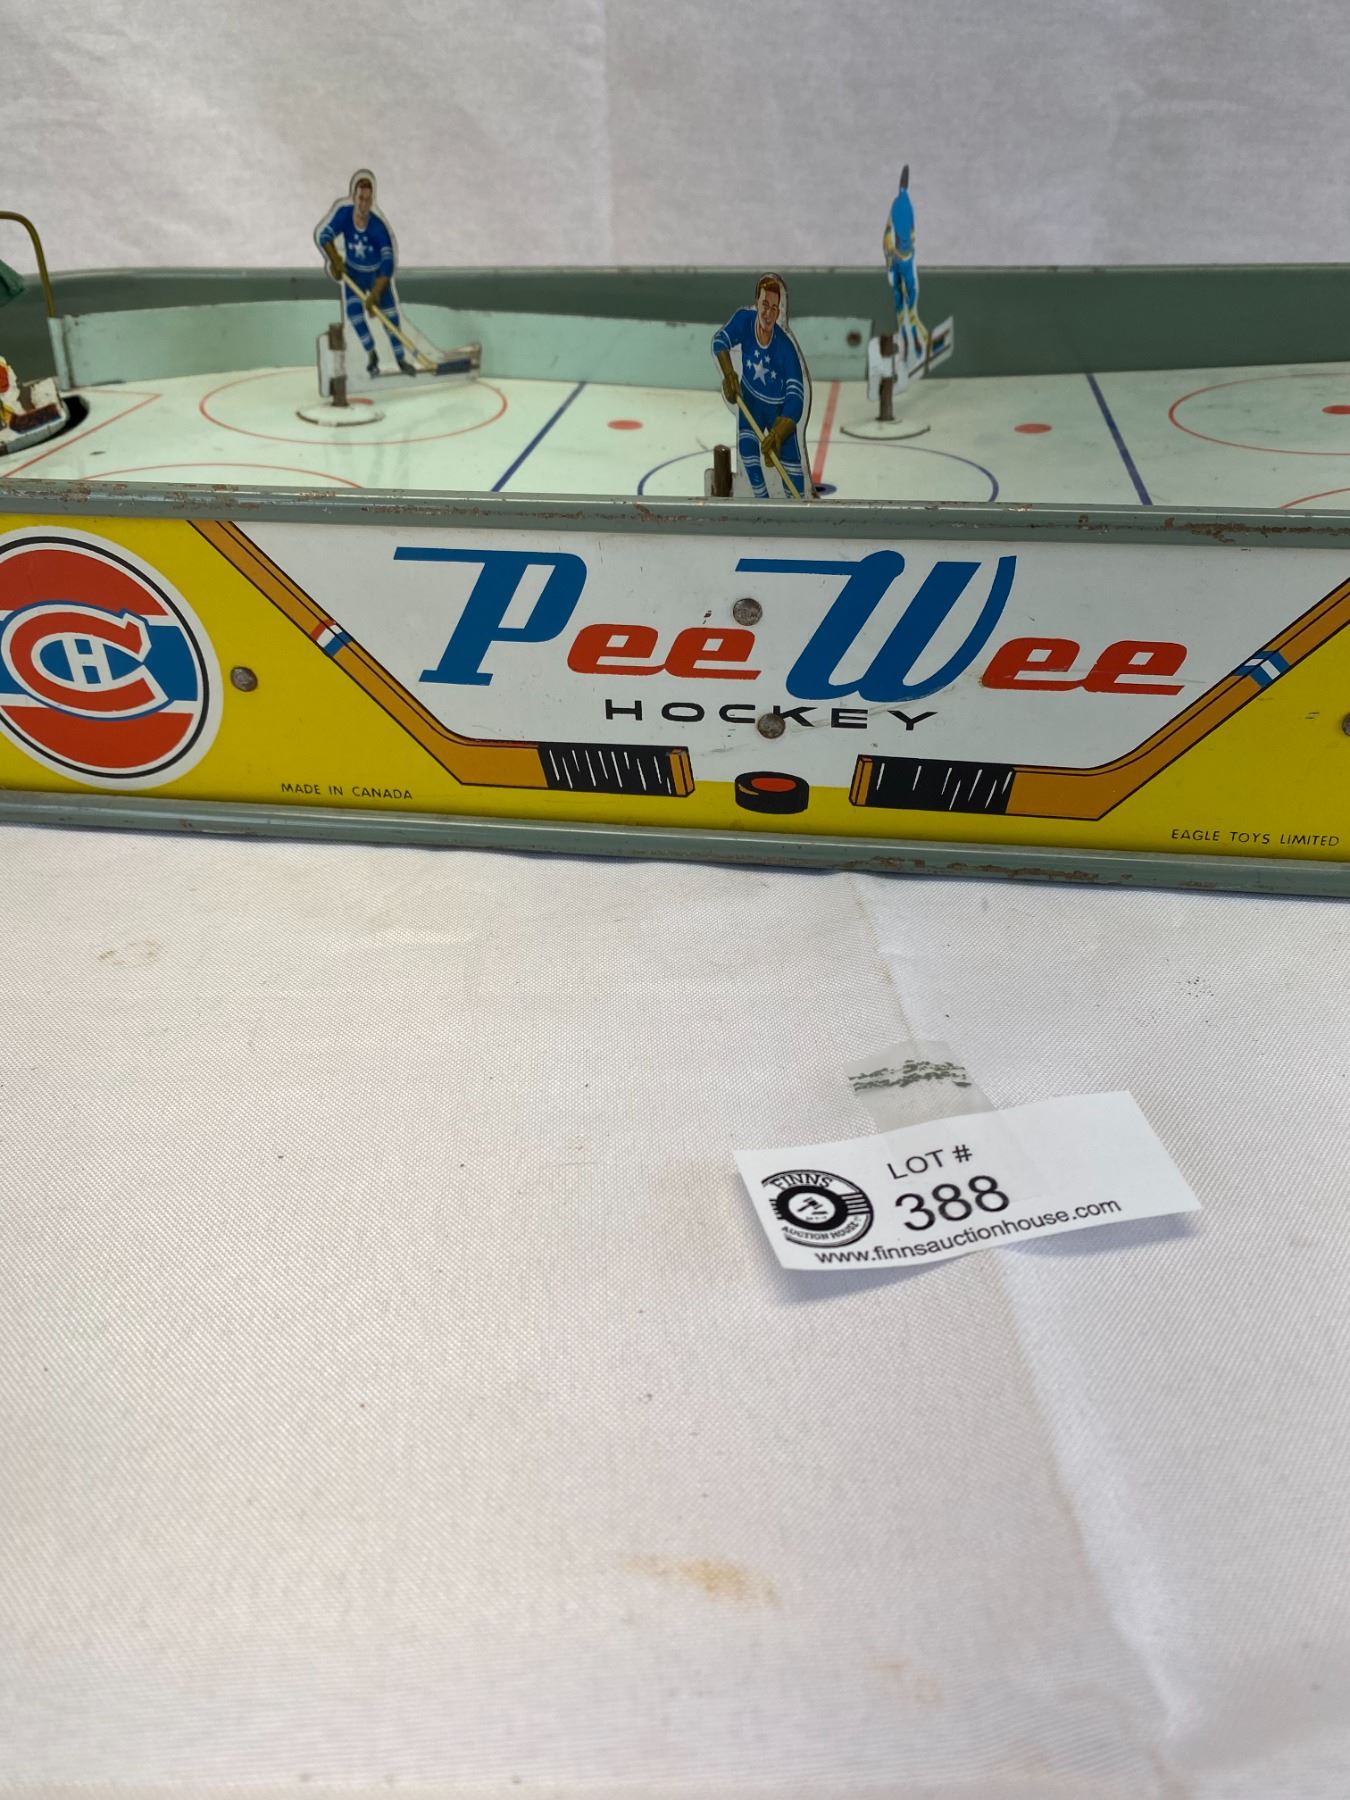 Pee Wee
HOCKEY
CH
MADE IN CANADA
EAGLE TOYS LIMITED
LOT #
388
FINNS
AUCTION HOUSE
www.finnsauctionhouse.com